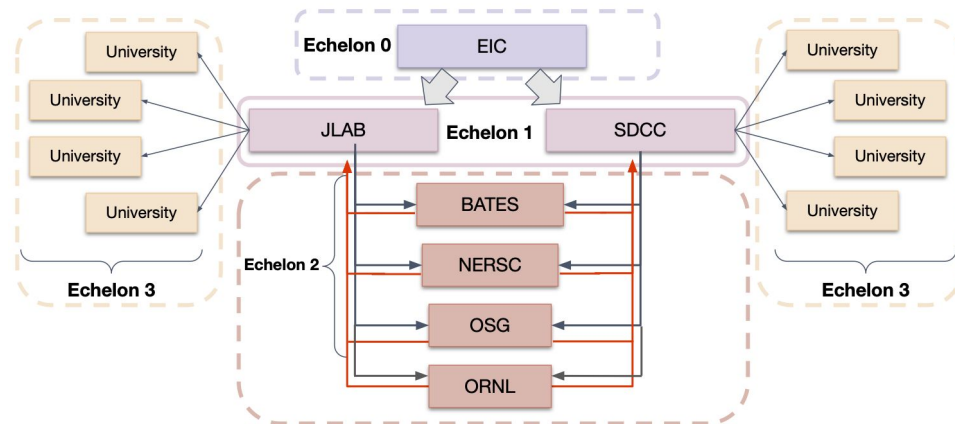 University
University
University
University
Echelon 3
Echelon 0
EIC
JLAB
Echelon 1
SDCC
Echelon 2
BATES
NERSC
OSG
ORNL
University
University
University
University
Echelon 3